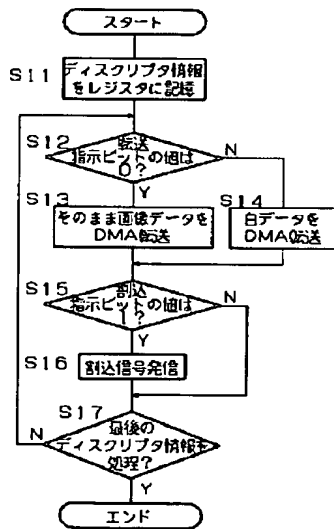 スタート
S11
ディスクリプタ情報
をレジスタに記憶
S12
転送
指示ビットの値は
0?
N
Y
S13
そのまま画像データを
DMA転送
S14
白データを
DMA転送
S15
割込
指示ビットの値は
1?
N
Y
S16
割込信号発信
S17
最後の
ディスクリプタ情報を
処理?
N
Y
エンド